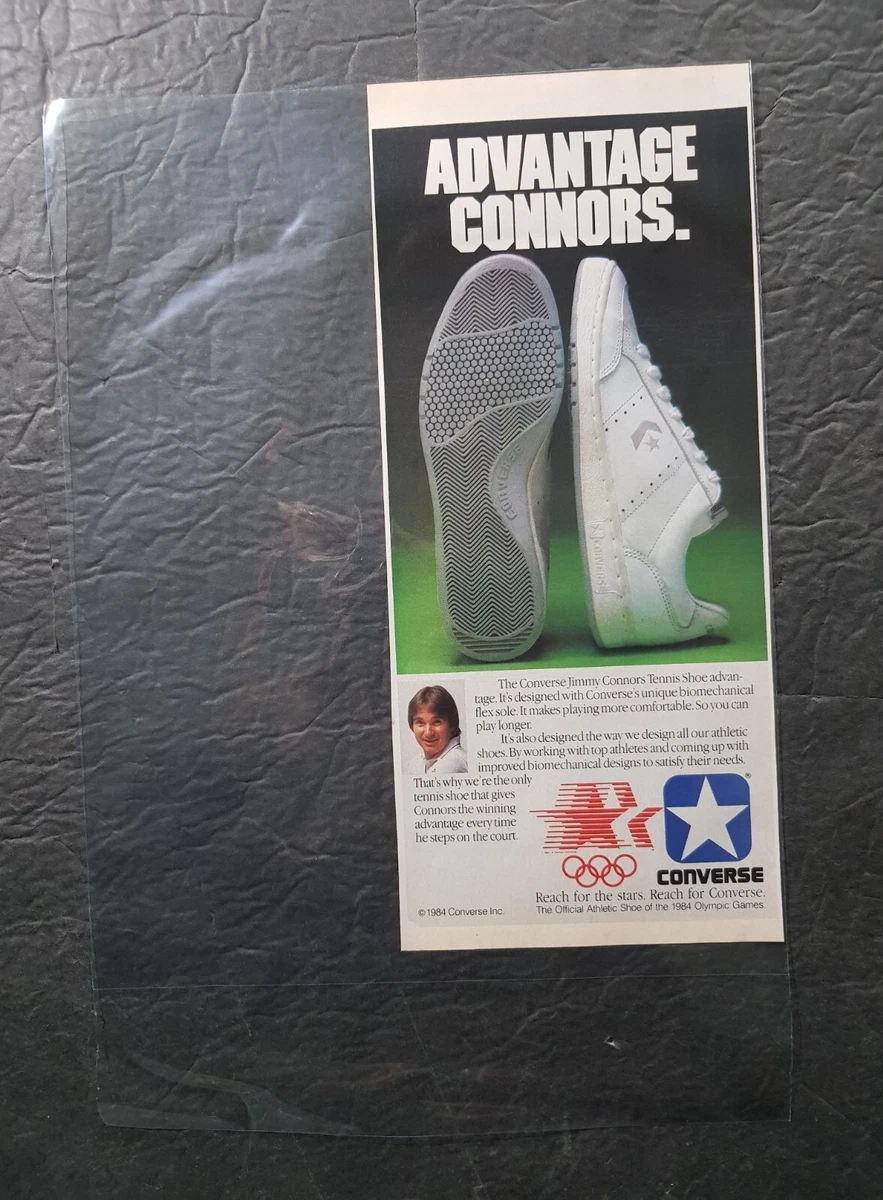 ADVANTAGE
CONNORS.
CONVERSE
CONVERSE
The Converse Jimmy Connors Tennis Shoe advan-
tage. It's designed with Converse's unique biomechanical
flex sole. It makes playing more comfortable. So you can
play longer.
It's also designed the way we design all our athletic
shoes. By working with top athletes and coming up with
improved biomechanical designs to satisfy their needs.
That's why we're the only
tennis shoe that gives
Connors the winning
advantage every time
he steps on the court.
®
CONVERSE
Reach for the stars. Reach for Converse.
© 1984 Converse Inc.
The Official Athletic Shoe of the 1984 Olympic Games.